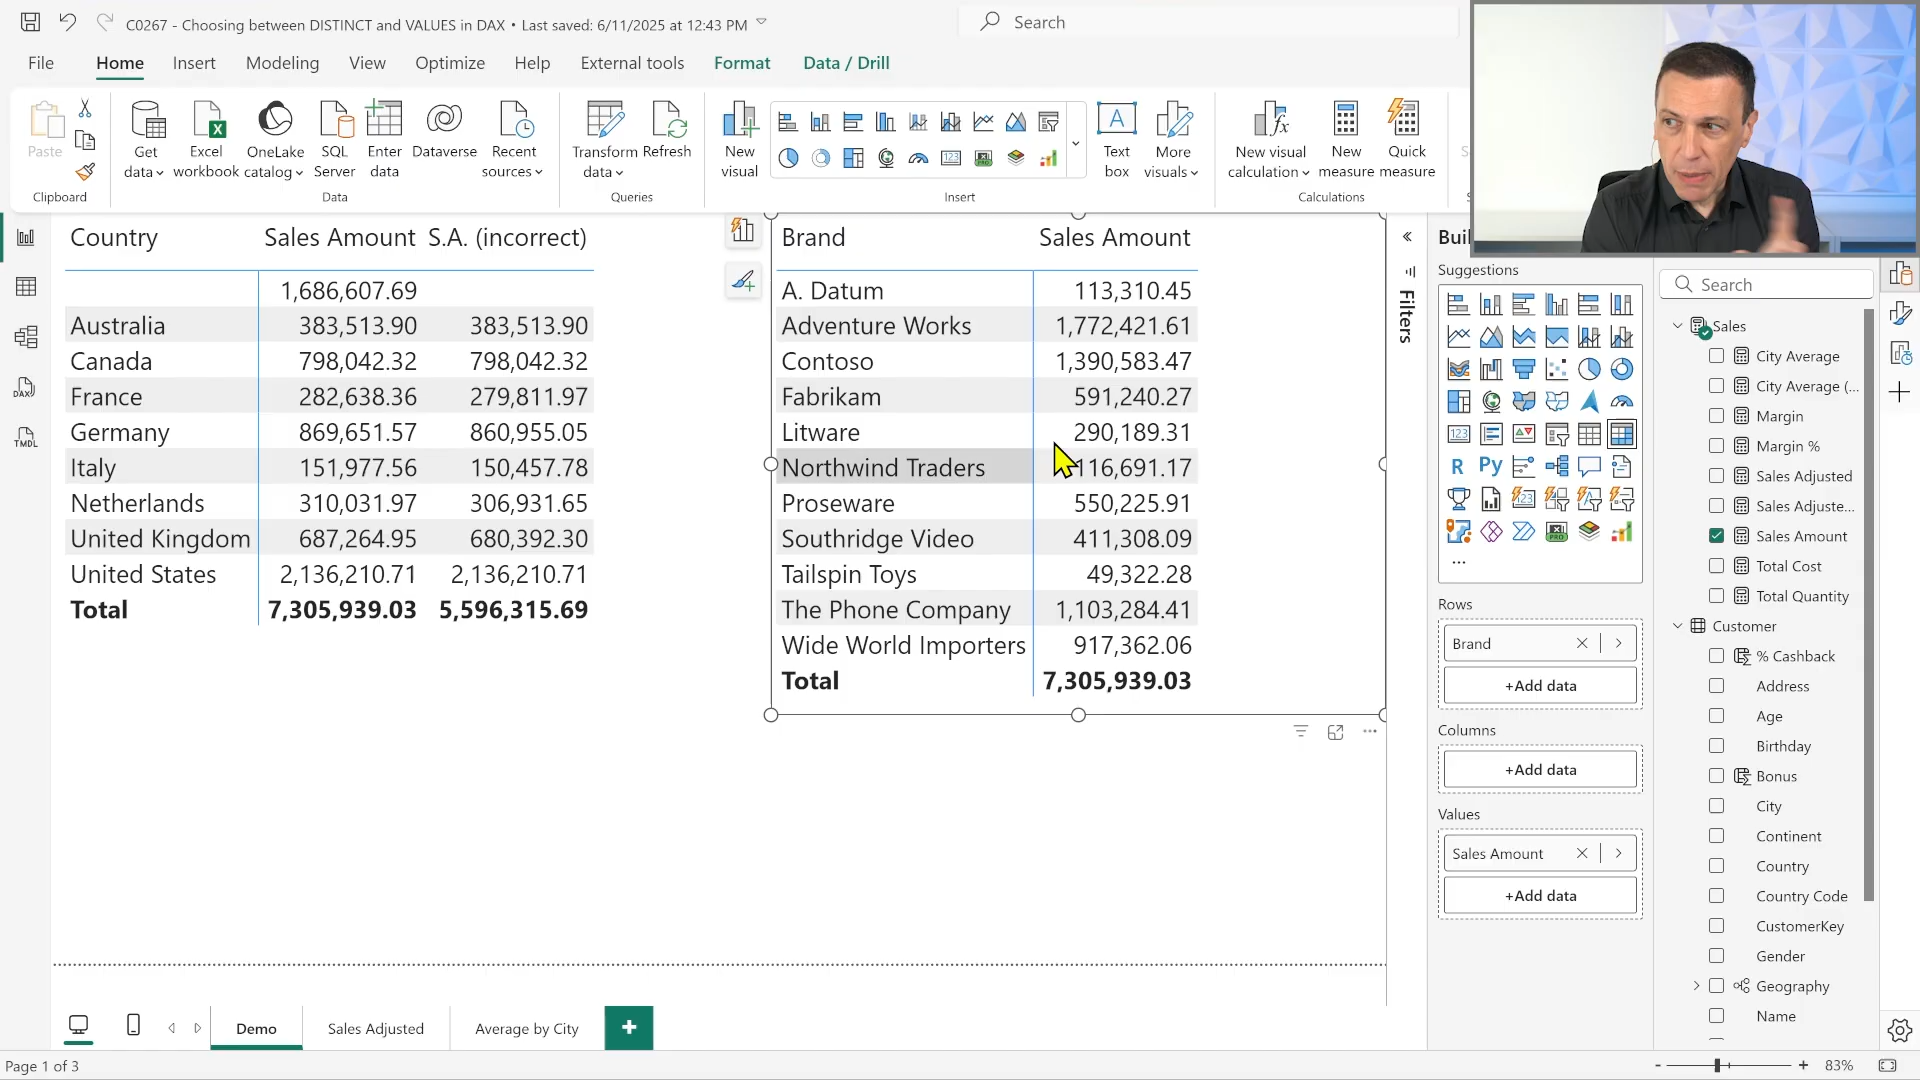 C0267 - Choosing between DISTINCT and VALUES in DAX • Last saved: 6/11/2025 at 12:43 PM
Search
File Home Insert Modeling View Optimize Help External tools Format Data / Drill
Paste
Clipboard
Get data
Excel workbook
OneLake catalog
SQL Server
Enter data
Dataverse
Recent sources
Data
Transform data
Refresh
Queries
New visual
Insert
Text box
More visuals
New visual calculation
New measure
Quick measure
Calculations
Country Sales Amount S.A. (incorrect)
1,686,607.69
Australia 383,513.90 383,513.90
Canada 798,042.32 798,042.32
France 282,638.36 279,811.97
Germany 869,651.57 860,955.05
Italy 151,977.56 150,457.78
Netherlands 310,031.97 306,931.65
United Kingdom 687,264.95 680,392.30
United States 2,136,210.71 2,136,210.71
Total 7,305,939.03 5,596,315.69
Brand Sales Amount
A. Datum 113,310.45
Adventure Works 1,772,421.61
Contoso 1,390,583.47
Fabrikam 591,240.27
Litware 290,189.31
Northwind Traders 116,691.17
Proseware 550,225.91
Southridge Video 411,308.09
Tailspin Toys 49,322.28
The Phone Company 1,103,284.41
Wide World Importers 917,362.06
Total 7,305,939.03
Filters
Buil
Suggestions
Rows
Brand
+Add data
Columns
+Add data
Values
Sales Amount
+Add data
Search
Sales
City Average
City Average (...
Margin
Margin %
Sales Adjusted
Sales Adjuste...
Sales Amount
Total Cost
Total Quantity
Customer
% Cashback
Address
Age
Birthday
Bonus
City
Continent
Country
Country Code
CustomerKey
Gender
Geography
Name
DAX
TMDL
Demo Sales Adjusted Average by City
Page 1 of 3
83%